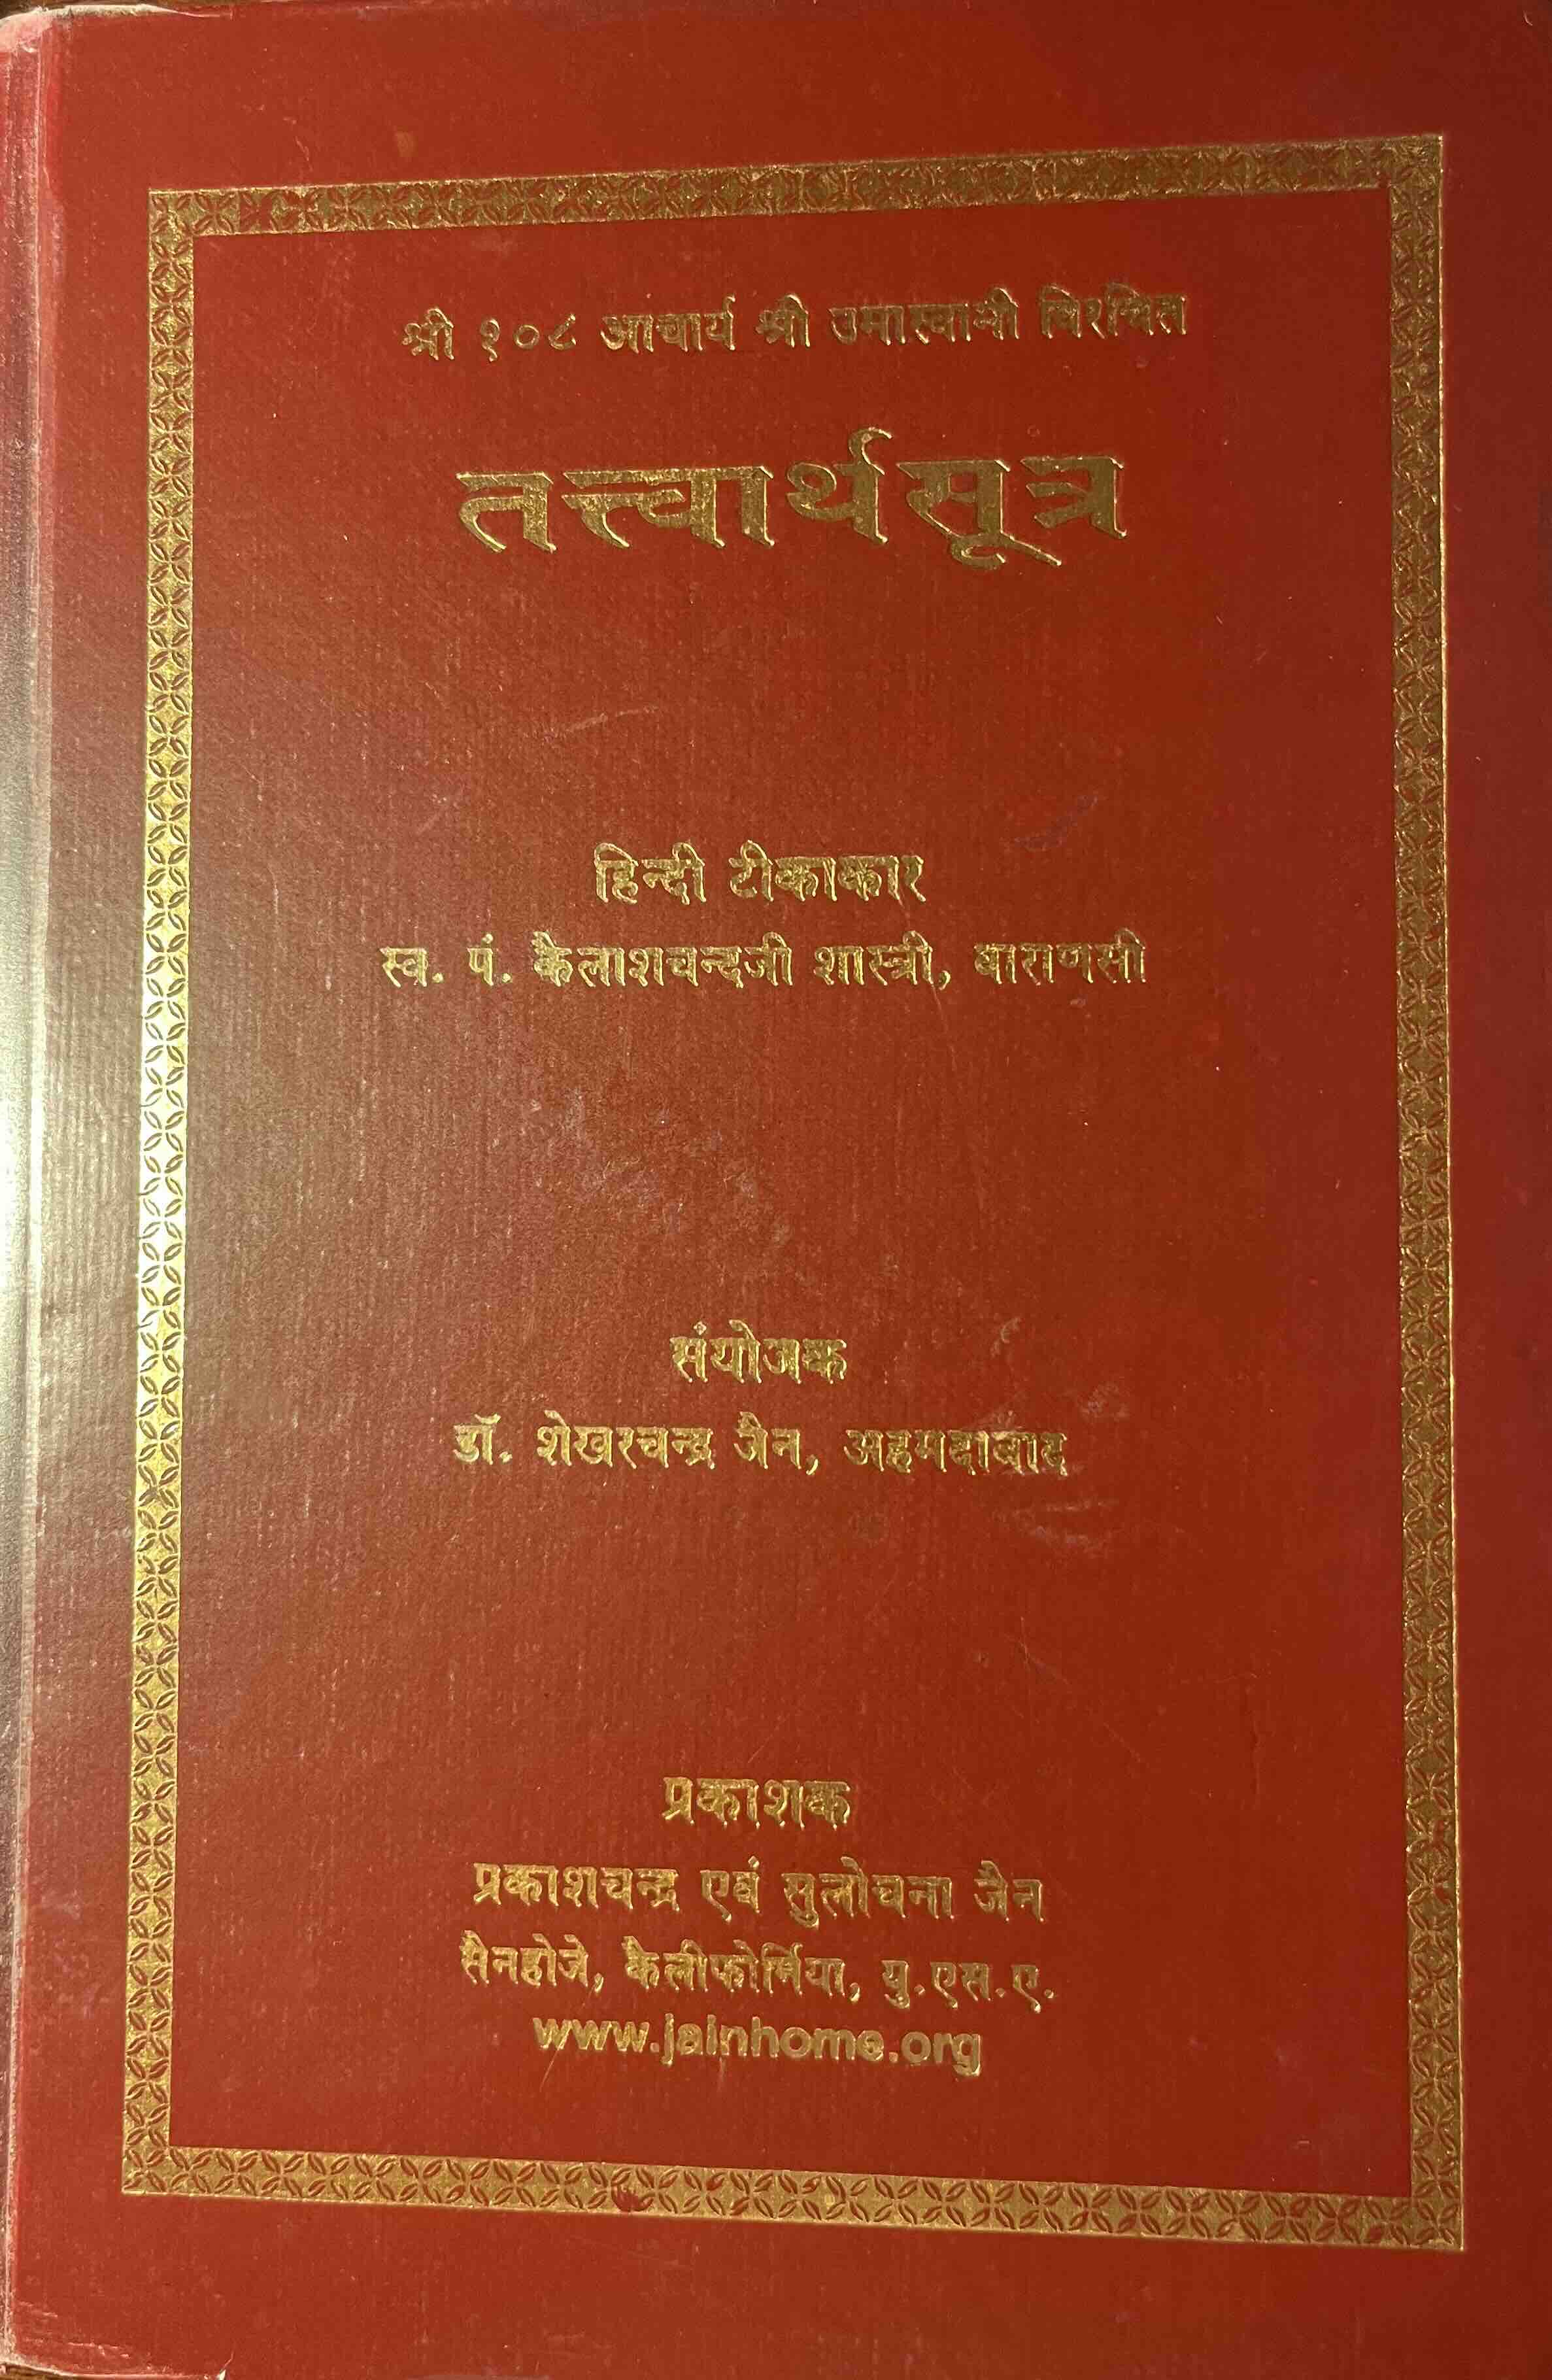 श्री १०८ आचार्य श्री उमास्वामी विरचित
तत्त्वार्थसूत्र
हिन्दी टीकाकार
स्व. पं. कैलाशचन्दजी शास्त्री, वाराणसी
संयोजक
डॉ. शेखरचन्द्र जैन, अहमदाबाद
प्रकाशक
प्रकाशचन्द्र एवं सुलोचना जैन
सैनहोजे, कैलीफोर्निया, यु.एस.ए.
www.jainhome.org